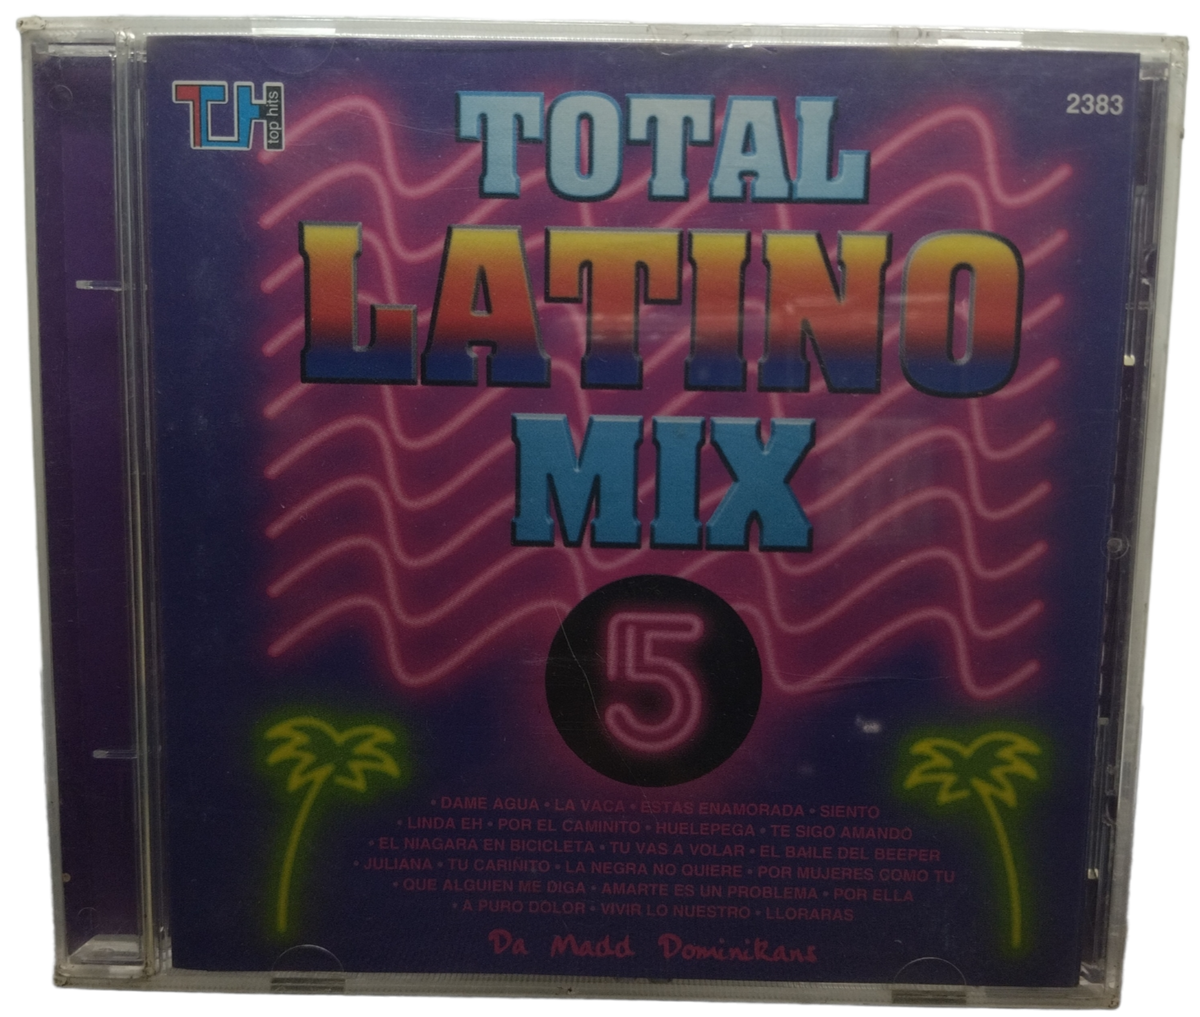 TH top hits
2383
TOTAL
LATINO
MIX
5
• DAME AGUA • LA VACA • ESTAS ENAMORADA • SIENTO
• LINDA EH • POR EL CAMIÑITO • HUELEPEGA • TE SIGO AMANDO
• EL NIAGARA EN BICICLETA • TU VAS A VOLAR • EL BAILE DEL BEEPER
• JULIANA • TU CARIÑITO • LA NEGRA NO QUIERE • POR MUJERES COMO TU
• QUE ALGUIEN ME DIGA • AMARTE ES UN PROBLEMA • POR ELLA
• A PURO DOLOR • VIVIR LO NUESTRO • LLORARAS
Da Madd Dominikans